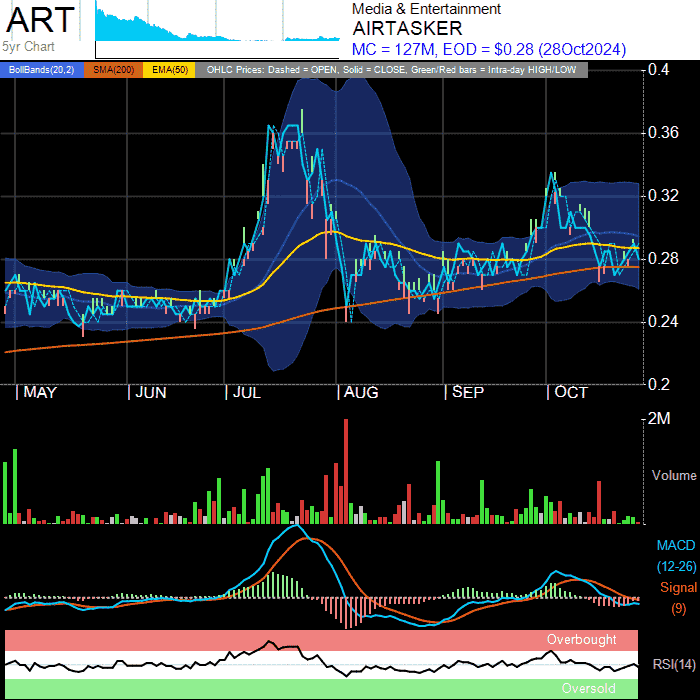 ART
5yr Chart
Media & Entertainment
AIRTASKER
MC = 127M, EOD = $0.28 (28Oct2024)
BollBands(20,2) SMA(200) EMA(50) OHLC Prices: Dashed = OPEN, Solid = CLOSE, Green/Red bars = Intra-day HIGH/LOW
0.4
0.36
0.32
0.28
0.24
0.2
MAY JUN JUL AUG SEP OCT
2M
Volume
MACD
(12-26)
Signal
(9)
Overbought
RSI(14)
Oversold